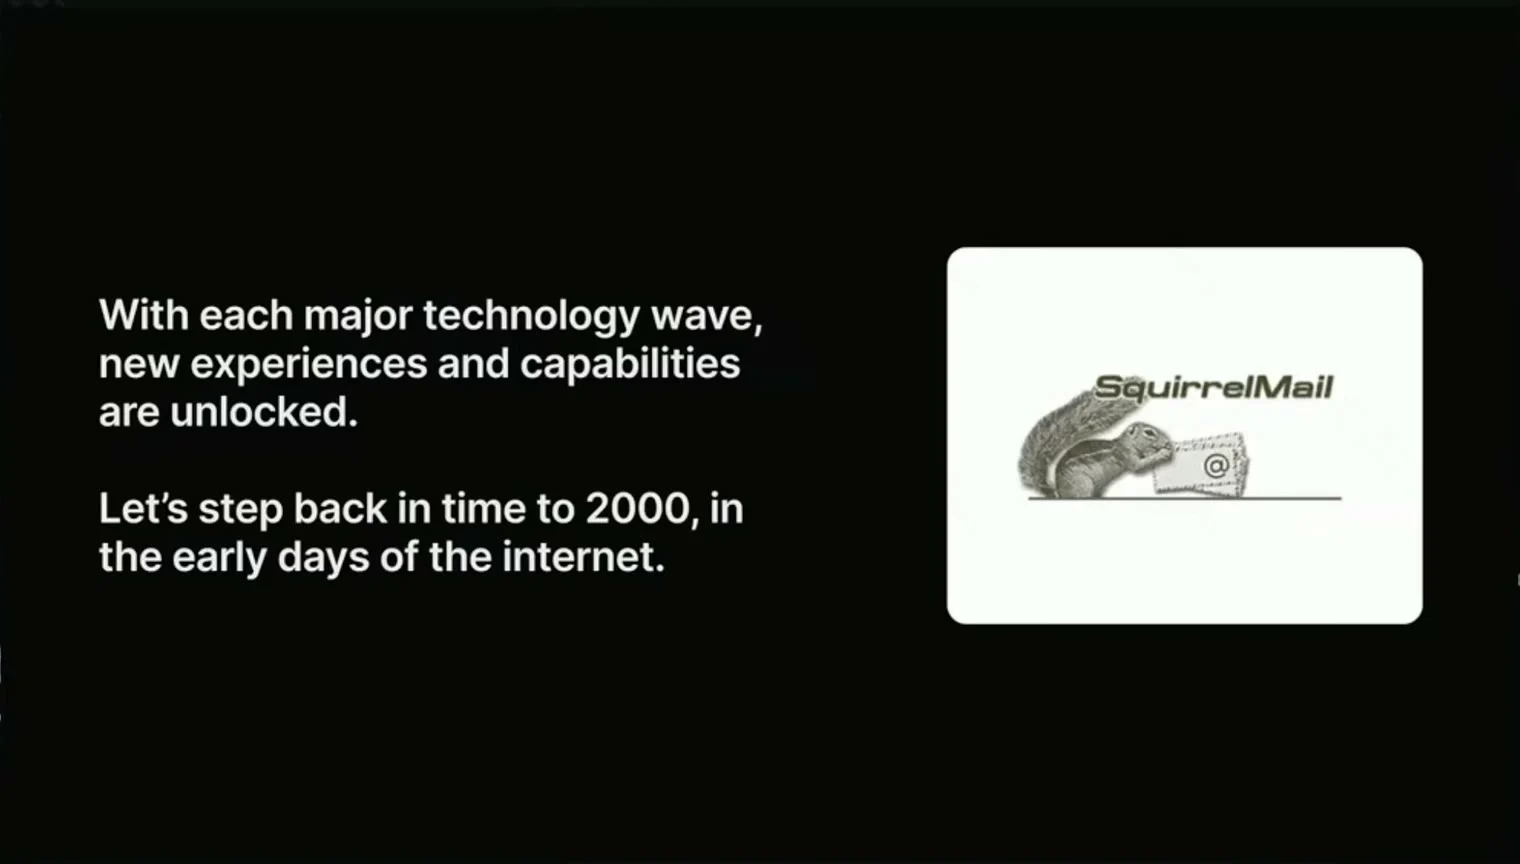 With each major technology wave,
new experiences and capabilities
are unlocked.
Let’s step back in time to 2000, in
the early days of the internet.
SquirrelMail
@